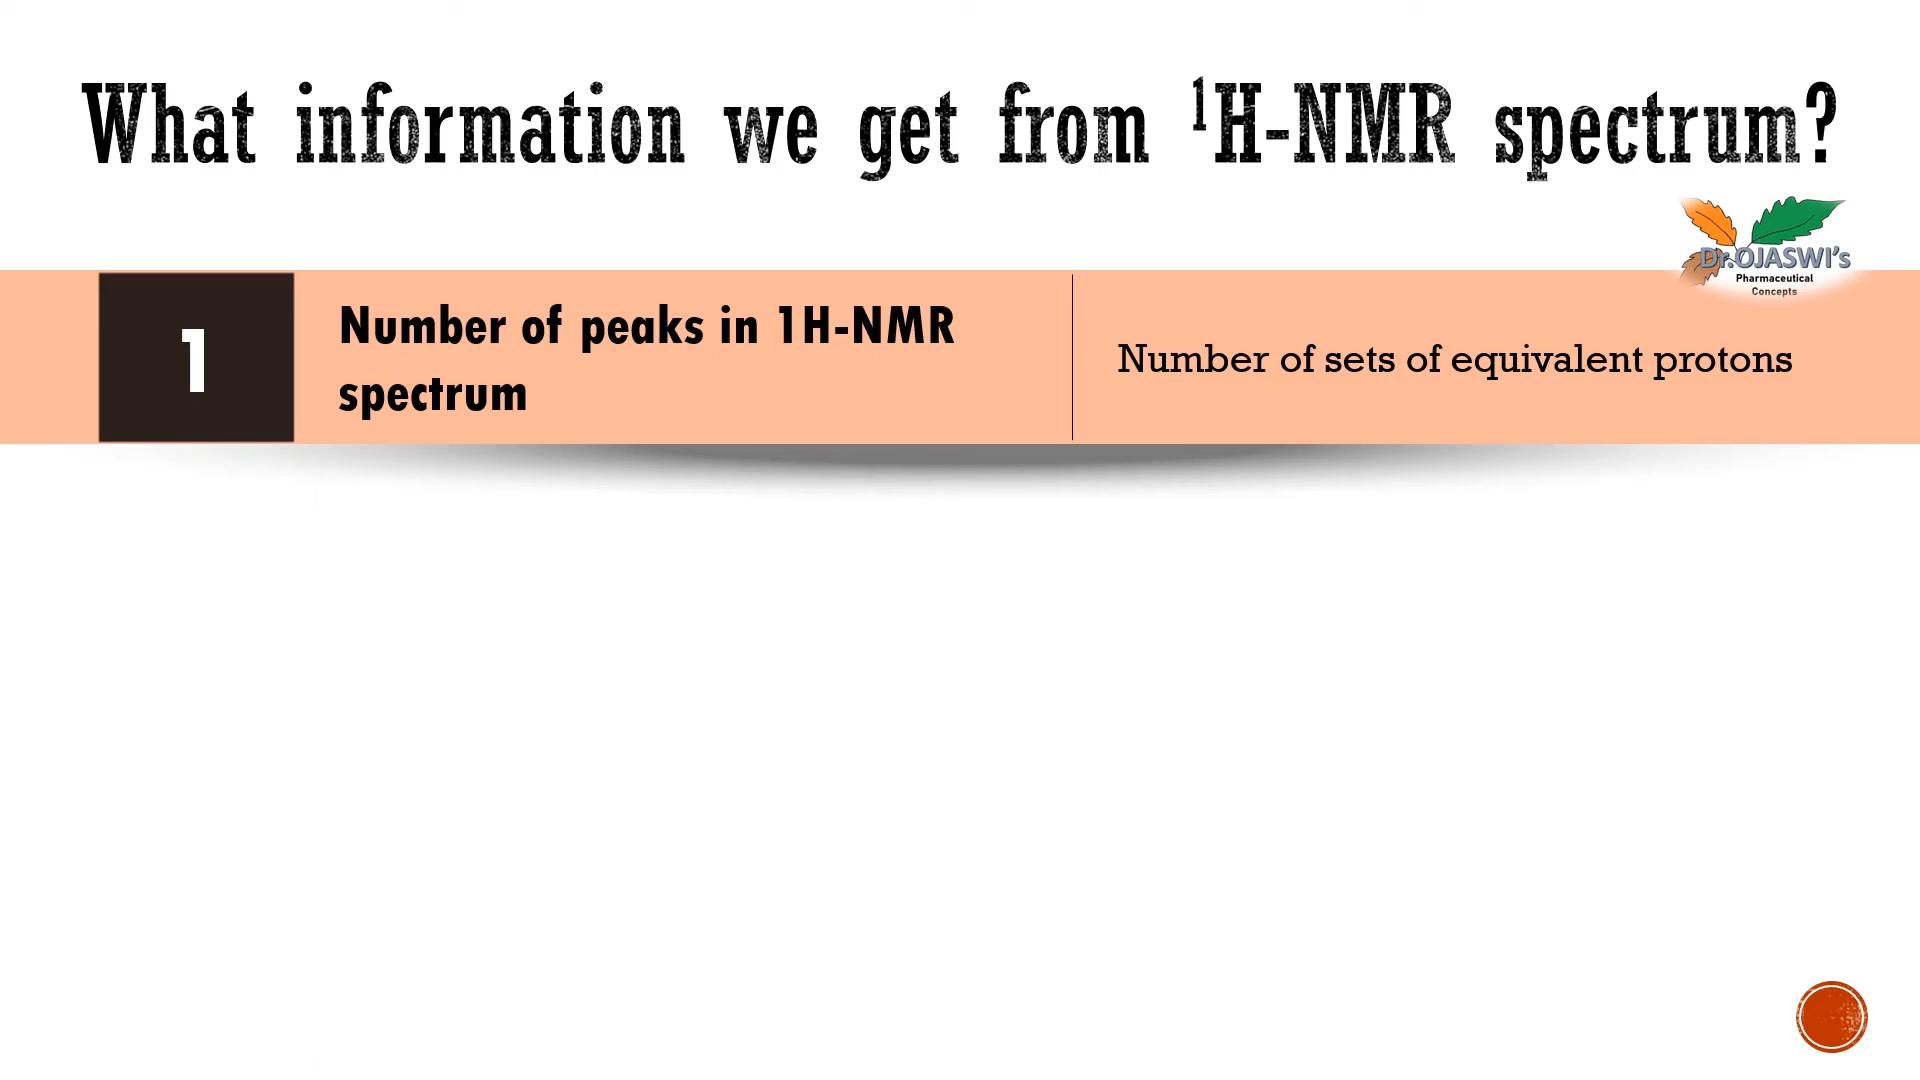 What information we get from ¹H-NMR spectrum?
Dr.OJASWI's
Pharmaceutical
Concepts
1
Number of peaks in 1H-NMR
spectrum
Number of sets of equivalent protons